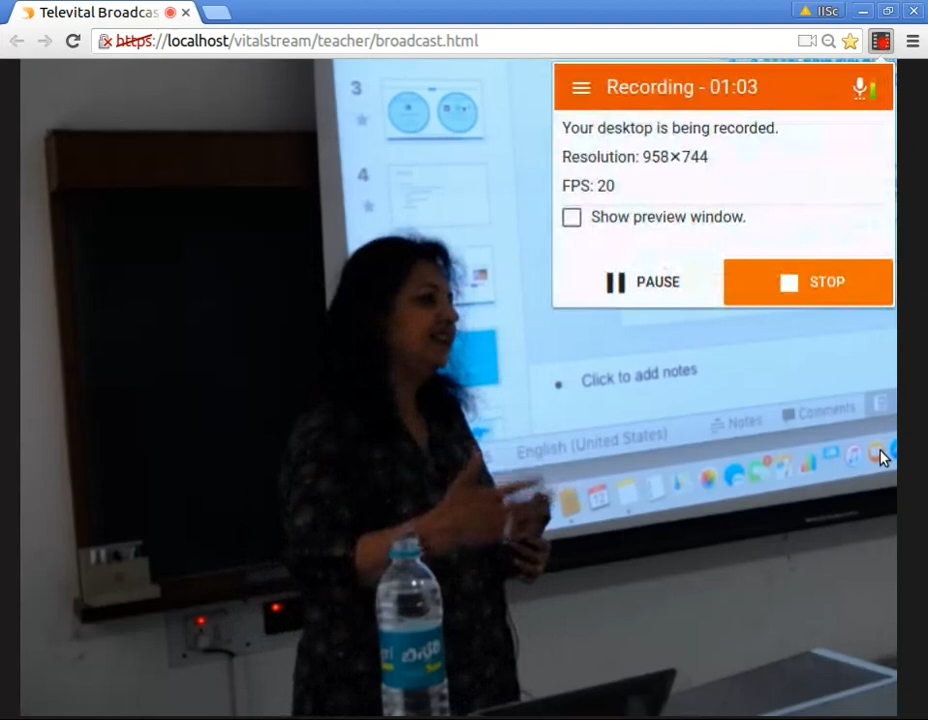 Televital Broadcas
IISc
https://localhost/vitalstream/teacher/broadcast.html
Recording - 01:03
Your desktop is being recorded.
Resolution: 958×744
FPS: 20
Show preview window.
PAUSE
STOP
3
4
Click to add notes
English (United States)
Notes
Comments